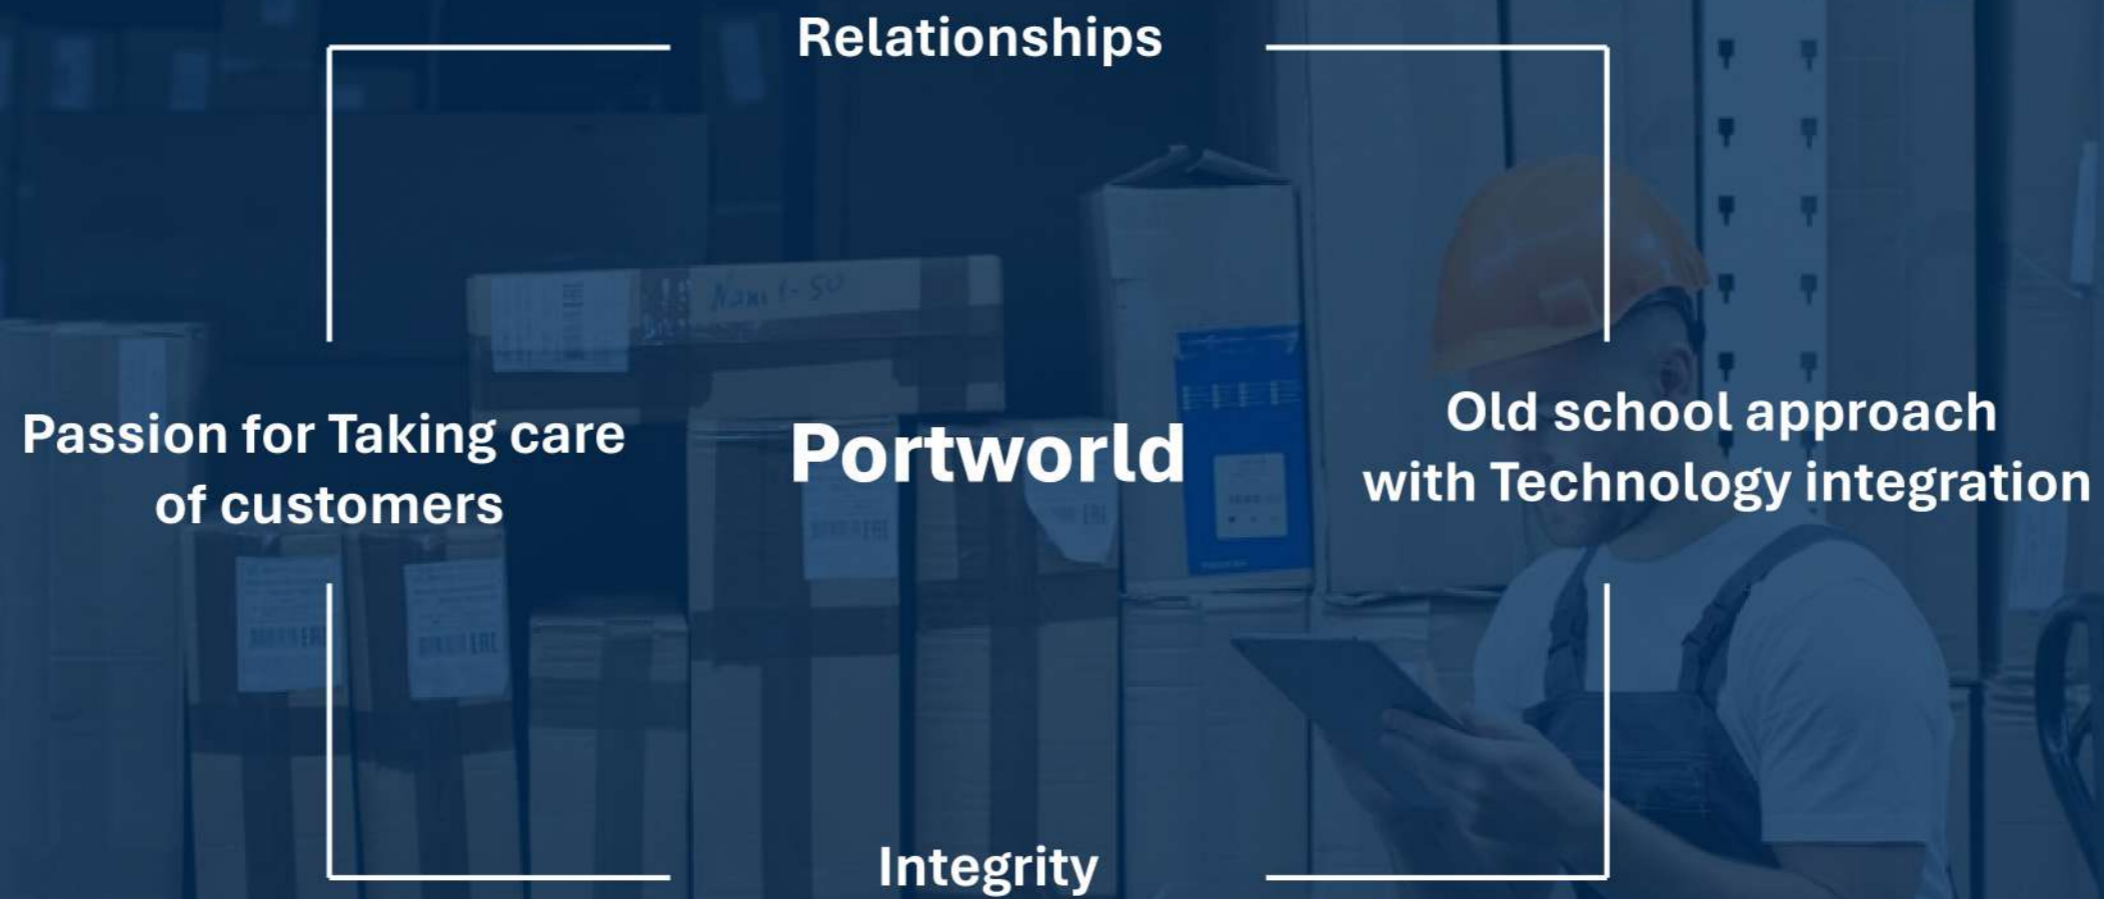 Relationships
Passion for Taking care
of customers
Portworld
Old school approach
with Technology integration
Integrity